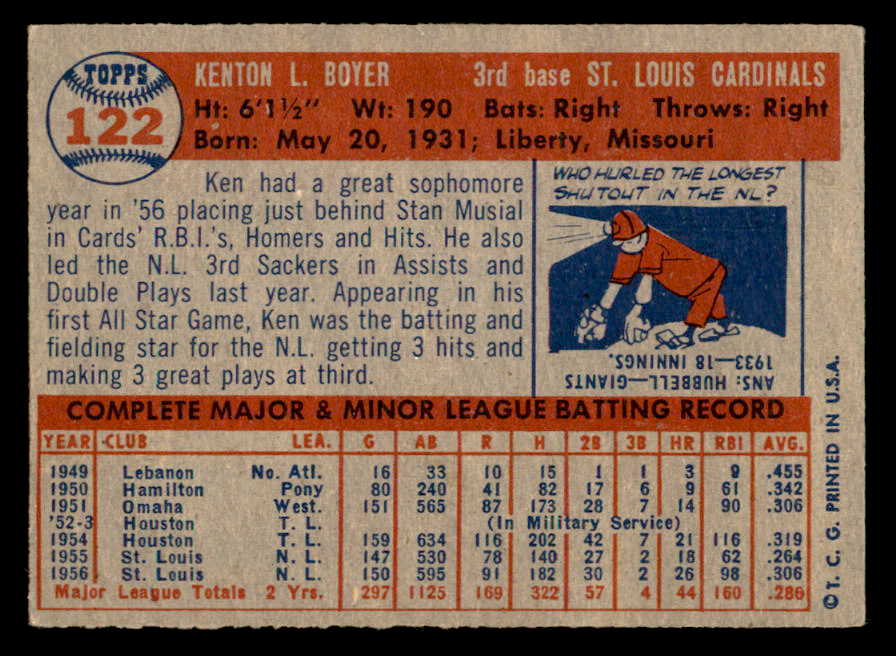 TOPPS
122
KENTON L. BOYER 3rd base ST. LOUIS CARDINALS
Ht: 6'1½" Wt: 190 Bats: Right Throws: Right
Born: May 20, 1931; Liberty, Missouri
Ken had a great sophomore
year in '56 placing just behind Stan Musial
in Cards' R.B.I.'s, Homers and Hits. He also
led the N.L. 3rd Sackers in Assists and
Double Plays last year. Appearing in his
first All Star Game, Ken was the batting and
fielding star for the N.L. getting 3 hits and
making 3 great plays at third.
WHO HURLED THE LONGEST
SHUTOUT IN THE NL?
ANS: HUBBELL—GIANTS
1933—18 INNINGS.
COMPLETE MAJOR & MINOR LEAGUE BATTING RECORD
YEAR CLUB LEA. G AB R H 2B 3B HR RBI AVG.
1949 Lebanon No. Atl. 16 33 10 15 1 1 3 9 .455
1950 Hamilton Pony 80 240 41 82 17 6 9 61 .342
1951 Omaha West. 151 565 87 173 28 7 14 90 .306
'52-3 Houston T. L. (In Military Service)
1954 Houston T. L. 159 634 116 202 42 7 21 116 .319
1955 St. Louis N. L. 147 530 78 140 27 2 18 62 .264
1956 St. Louis N. L. 150 595 91 182 30 2 26 98 .306
Major League Totals 2 Yrs. 297 1125 169 322 57 4 44 160 .286
© T. C. G. PRINTED IN U.S.A.